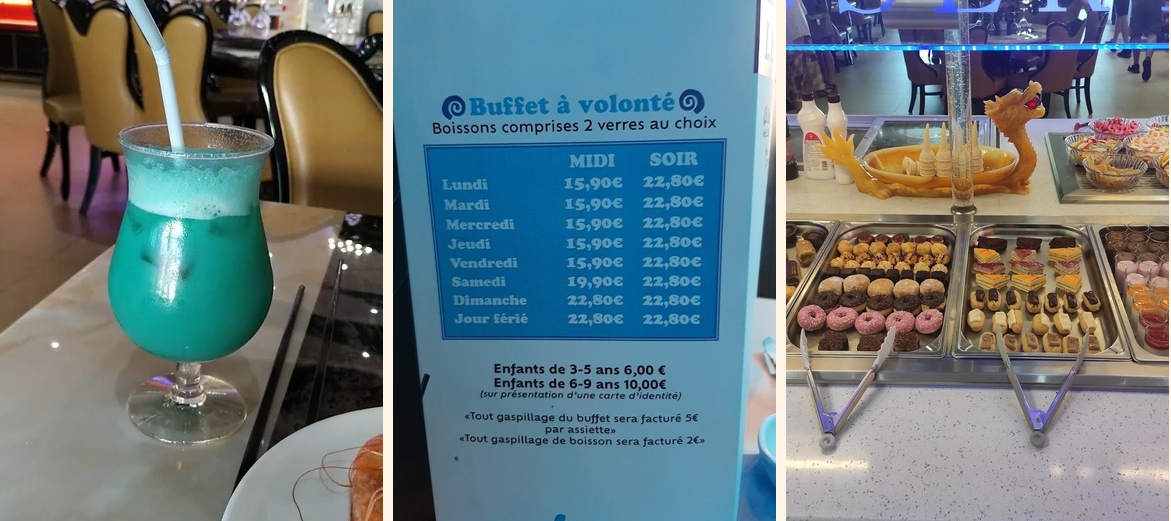 Buffet à volonté
Boissons comprises 2 verres au choix
MIDI SOIR
Lundi 15,90€ 22,80€
Mardi 15,90€ 22,80€
Mercredi 15,90€ 22,80€
Jeudi 15,90€ 22,80€
Vendredi 15,90€ 22,80€
Samedi 19,90€ 22,80€
Dimanche 22,80€ 22,80€
Jour férié 22,80€ 22,80€
Enfants de 3-5 ans 6,00 €
Enfants de 6-9 ans 10,00€
(sur présentation d'une carte d'identité)
«Tout gaspillage du buffet sera facturé 5€
par assiette»
«Tout gaspillage de boisson sera facturé 2€»